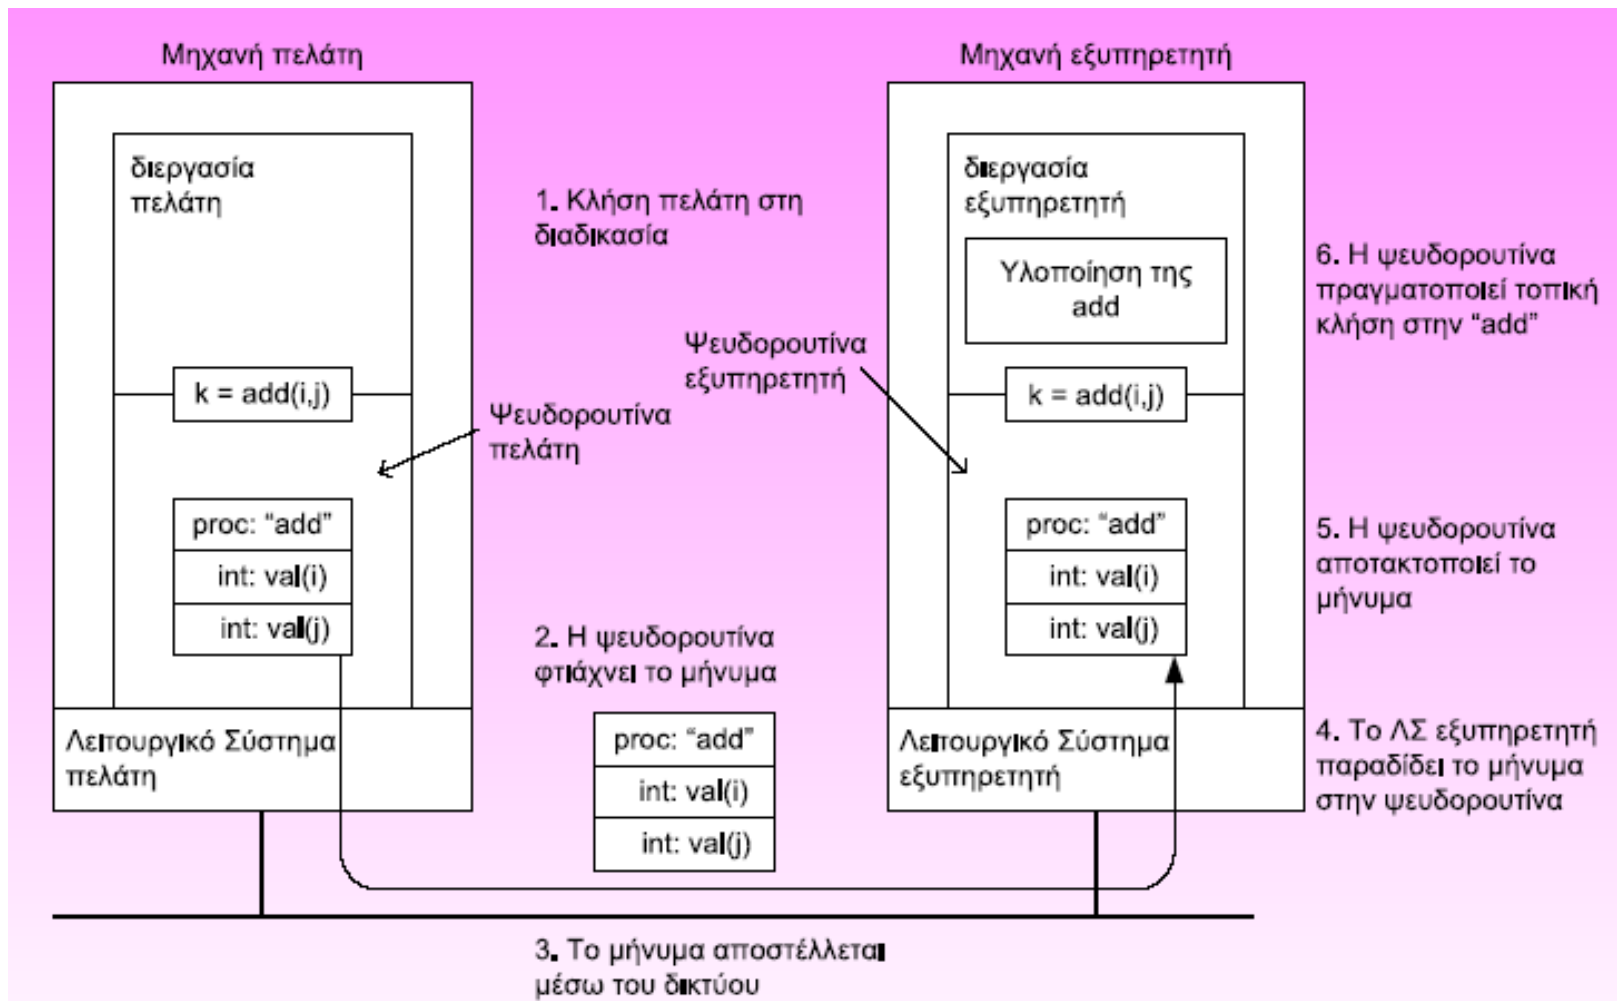 Μηχανή πελάτη
Μηχανή εξυπηρετητή
διεργασία
πελάτη
1. Κλήση πελάτη στη
διαδικασία
διεργασία
εξυπηρετητή
Υλοποίηση της
add
6. Η ψευδορουτίνα
πραγματοποιεί τοπική
κλήση στην “add”
Ψευδορουτίνα
εξυπηρετητή
k = add(i,j)
k = add(i,j)
Ψευδορουτίνα
πελάτη
proc: “add”
int: val(i)
int: val(j)
proc: “add”
int: val(i)
int: val(j)
5. Η ψευδορουτίνα
αποτακτοποιεί το
μήνυμα
2. Η ψευδορουτίνα
φτιάχνει το μήνυμα
proc: “add”
int: val(i)
int: val(j)
Λειτουργικό Σύστημα
πελάτη
Λειτουργικό Σύστημα
εξυπηρετητή
4. Το ΛΣ εξυπηρετητή
παραδίδει το μήνυμα
στην ψευδορουτίνα
3. Το μήνυμα αποστέλλεται
μέσω του δικτύου